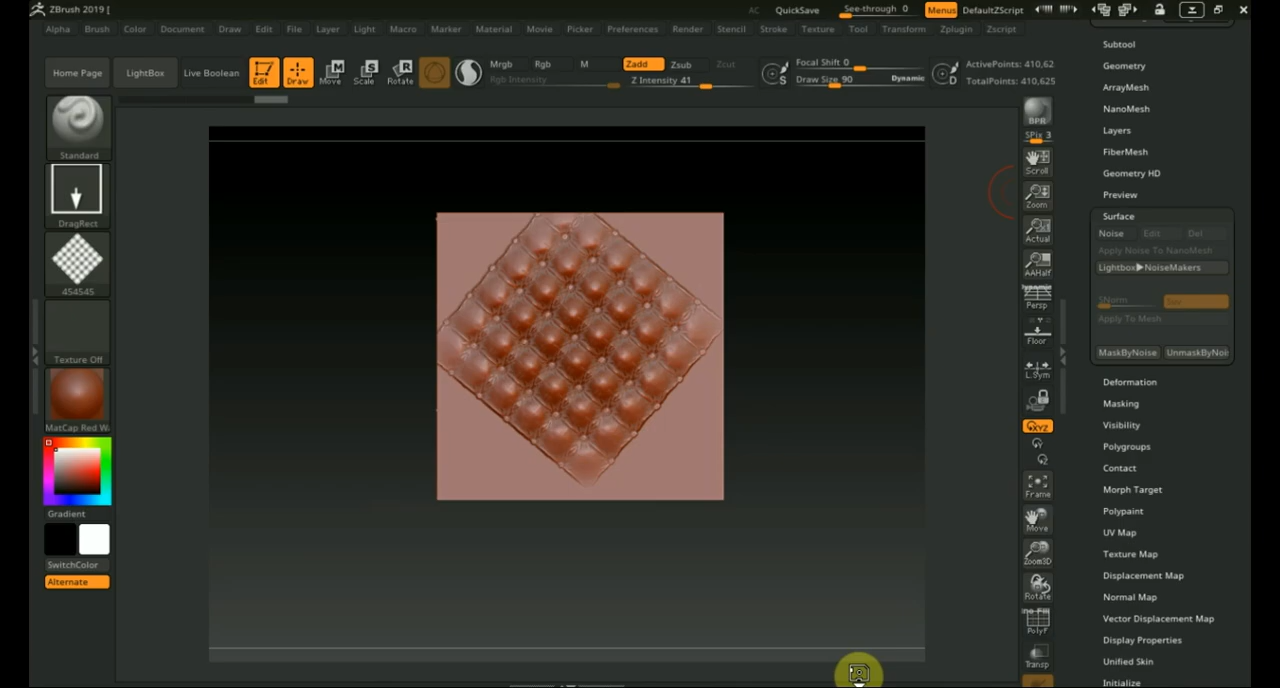 ZBrush 2019 [
AC QuickSave See-through 0 Menus DefaultZScript
Alpha Brush Color Document Draw Edit File Layer Light Macro Marker Material Movie Picker Preferences Render Stencil Stroke Texture Tool Transform Zplugin Zscript
Home Page LightBox Live Boolean Edit Draw Move Scale Rotate
Mrgb Rgb M Zadd Zsub Zcut
Rgb Intensity Z Intensity 41
Focal Shift 0
Draw Size 90 Dynamic
ActivePoints: 410,62
TotalPoints: 410,625
Standard
DragRect
454545
Texture Off
MatCap Red W
Gradient
SwitchColor
Alternate
BPR
SPix 3
Scroll
Zoom
Actual
AAHalf
Dynamic
Persp
Floor
L.Sym
XYZ
Y
Z
Frame
Move
Zoom3D
Rotate
PolyF
Transp
Subtool
Geometry
ArrayMesh
NanoMesh
Layers
FiberMesh
Geometry HD
Preview
Surface
Noise Edit Del
Apply Noise To NanoMesh
Lightbox▶NoiseMakers
SNorm
Apply To Mesh
MaskByNoise UnmaskByNoi
Deformation
Masking
Visibility
Polygroups
Contact
Morph Target
Polypaint
UV Map
Texture Map
Displacement Map
Normal Map
Vector Displacement Map
Display Properties
Unified Skin
Initialize